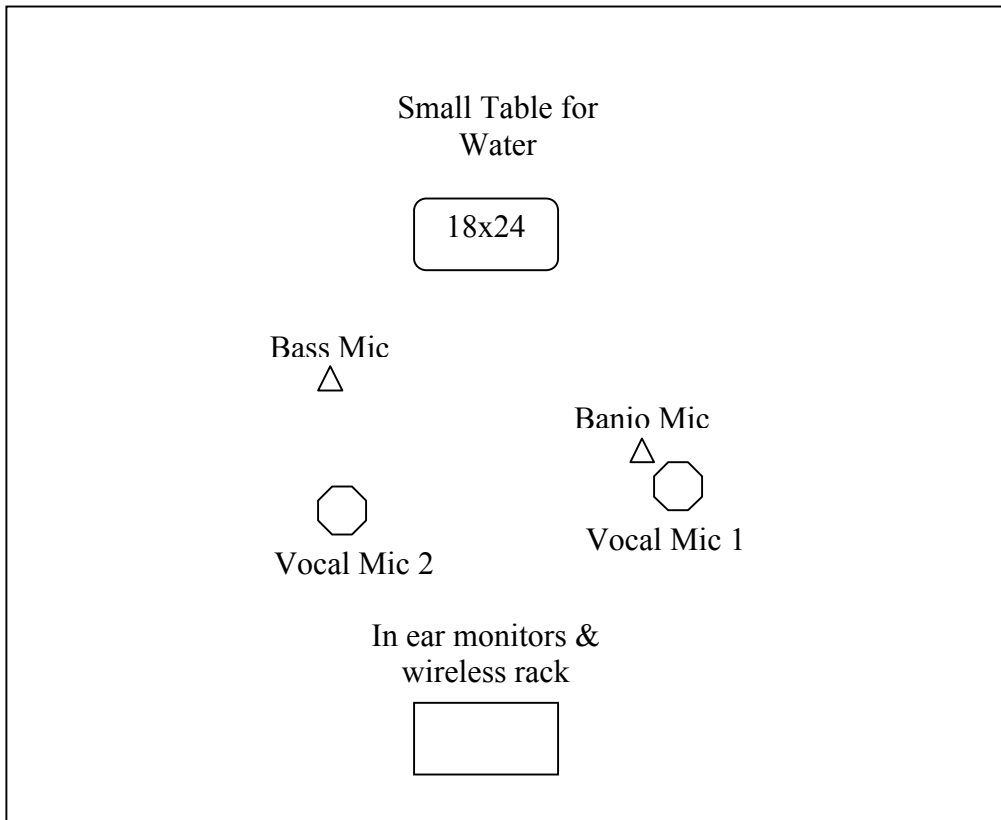 Small Table for
Water
18x24
Bass Mic
Banjo Mic
Vocal Mic 1
Vocal Mic 2
In ear monitors &
wireless rack